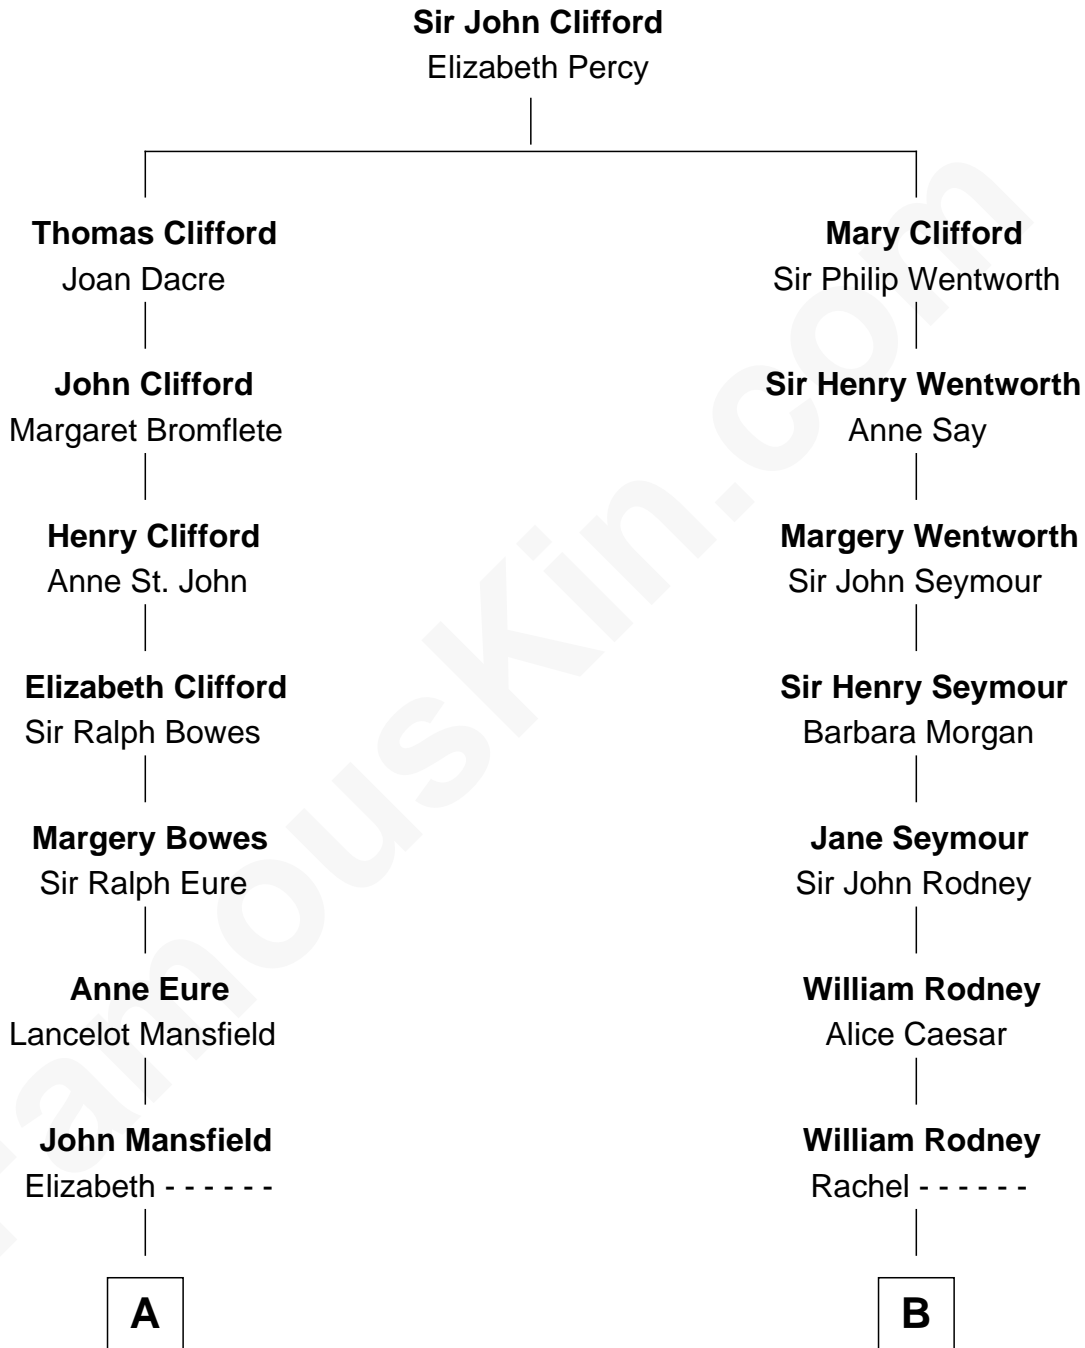 Sir John Clifford
Elizabeth Percy
Thomas Clifford
Joan Dacre
Mary Clifford
Sir Philip Wentworth
John Clifford
Margaret Bromflete
Sir Henry Wentworth
Anne Say
Henry Clifford
Anne St. John
Margery Wentworth
Sir John Seymour
Elizabeth Clifford
Sir Ralph Bowes
Sir Henry Seymour
Barbara Morgan
Margery Bowes
Sir Ralph Eure
Jane Seymour
Sir John Rodney
Anne Eure
Lancelot Mansfield
William Rodney
Alice Caesar
John Mansfield
Elizabeth - - - - - -
William Rodney
Rachel - - - - - -
A
B
FamousKin.com